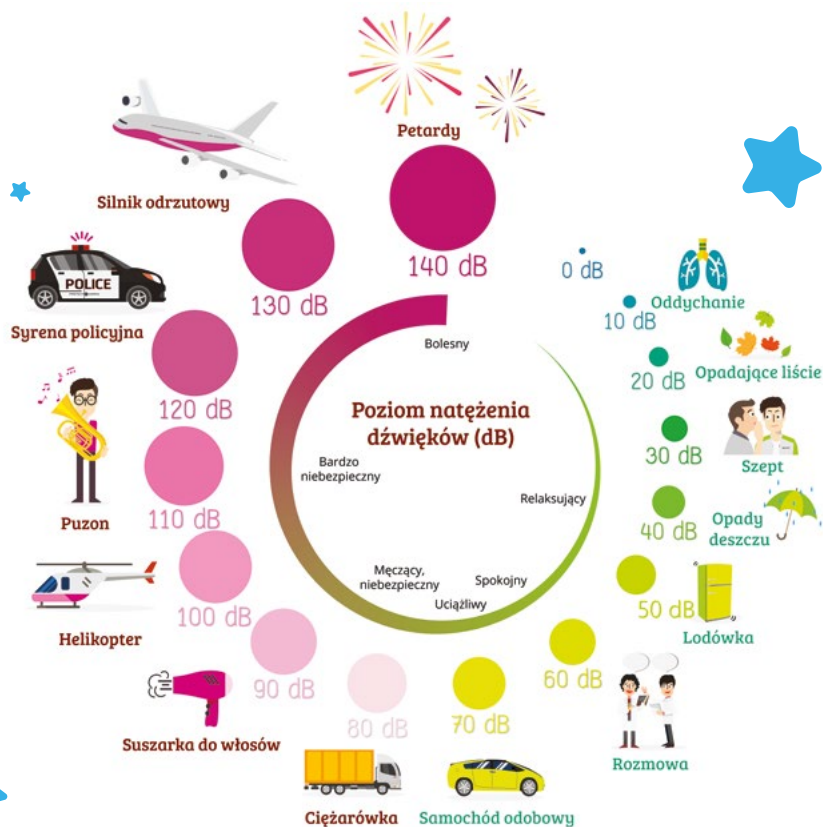 Petardy
140 dB
Silnik odrzutowy
130 dB
POLICE
Syrena policyjna
120 dB
Puzon
110 dB
Helikopter
100 dB
Suszarka do włosów
90 dB
Ciężarówka
80 dB
Samochód odobowy
70 dB
Rozmowa
60 dB
Lodówka
50 dB
Opady
deszczu
40 dB
Szept
30 dB
Opadające liście
20 dB
Oddychanie
10 dB
0 dB
Poziom natężenia
dźwięków (dB)
Bolesny
Bardzo
niebezpieczny
Męczący,
niebezpieczny
Uciążliwy
Spokojny
Relaksujący